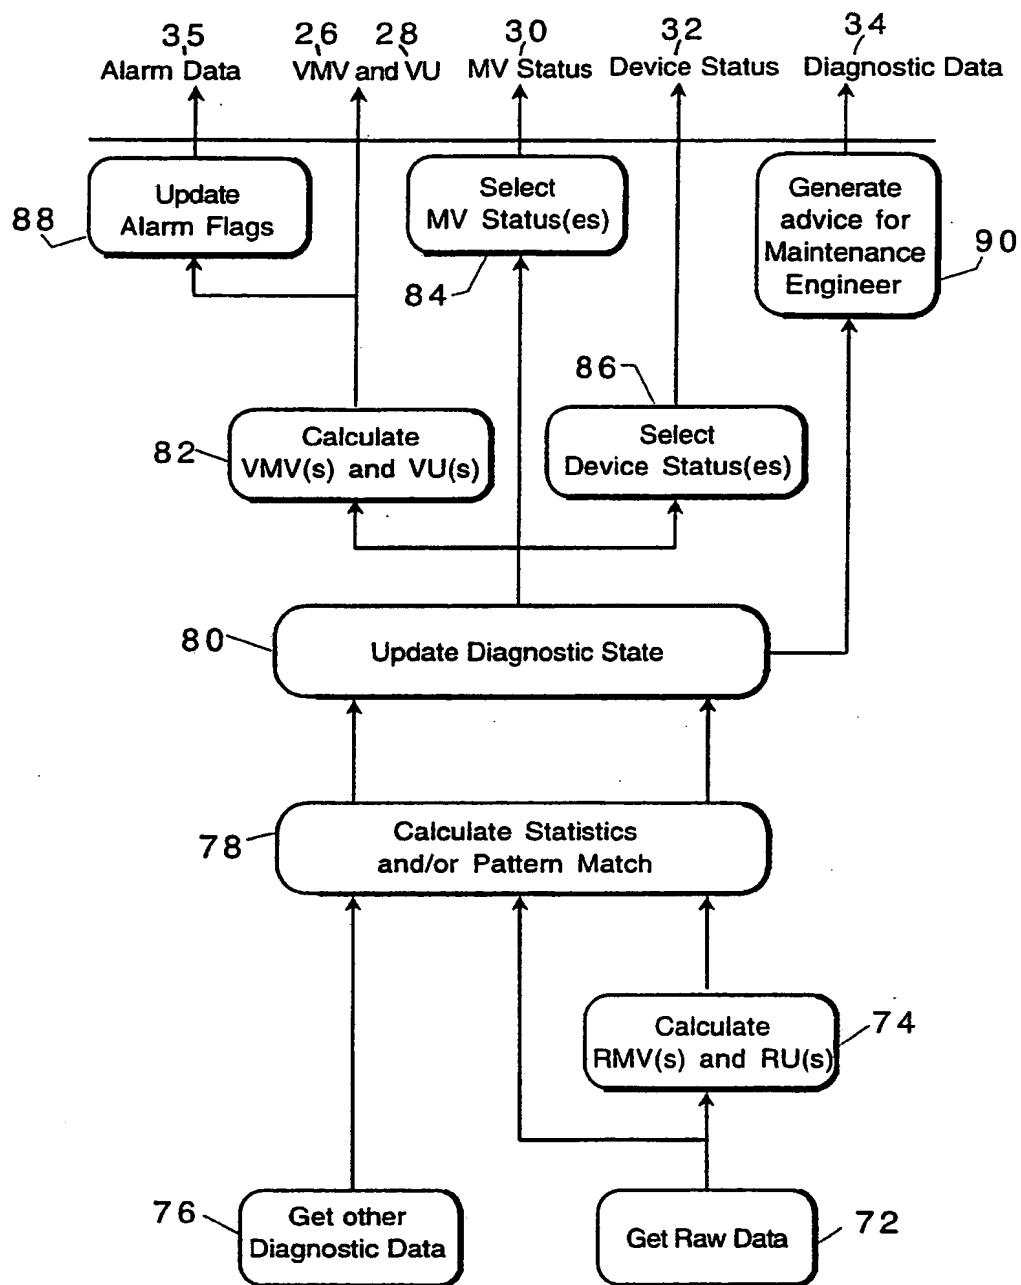 35 26 28 30 32 34
Alarm Data VMV and VU MV Status Device Status Diagnostic Data
Update
Alarm Flags
88
Select
MV Status(es)
84
Generate
advice for
Maintenance
Engineer
90
86
Calculate
VMV(s) and VU(s)
82
Select
Device Status(es)
80
Update Diagnostic State
78
Calculate Statistics
and/or Pattern Match
Calculate
RMV(s) and RU(s)
74
76
Get other
Diagnostic Data
Get Raw Data
72